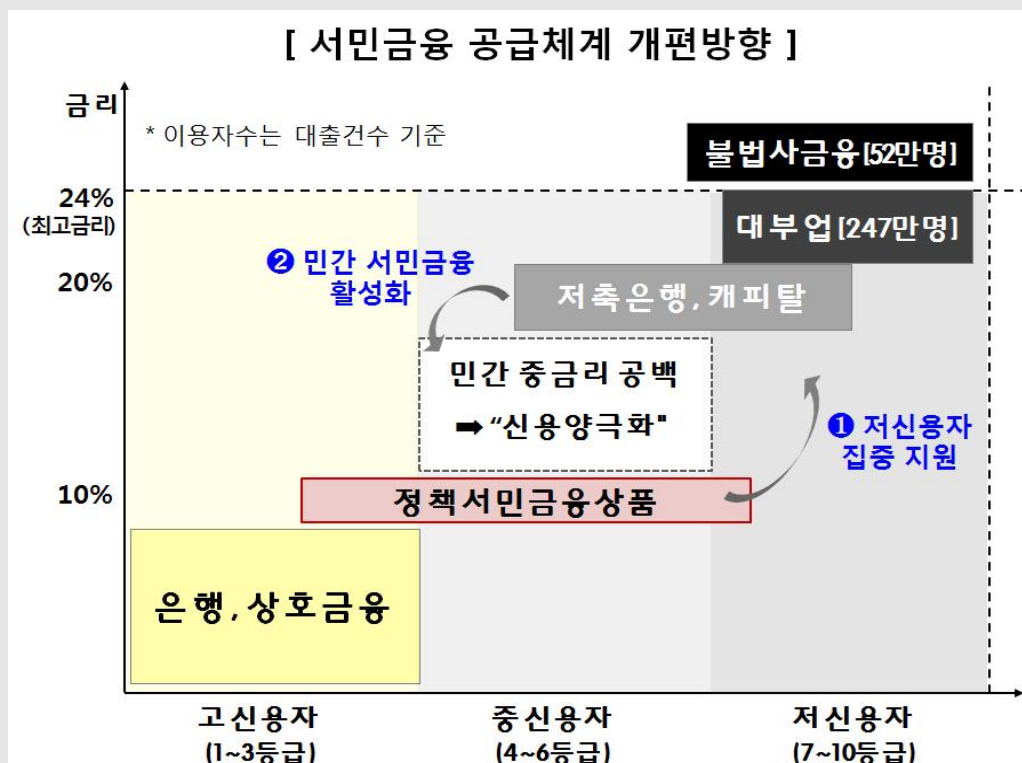 [ 서민금융 공급체계 개편방향 ]
금리
* 이용자수는 대출건수 기준
불법사금융[52만명]
24%
(최고금리)
대부업[247만명]
❷ 민간 서민금융
활성화
20%
저축은행,캐피탈
민간 중금리 공백
➡ “신용양극화"
❶ 저신용자
집중 지원
10%
정책서민금융상품
은행,상호금융
고신용자
(1~3등급)
중신용자
(4~6등급)
저신용자
(7~10등급)